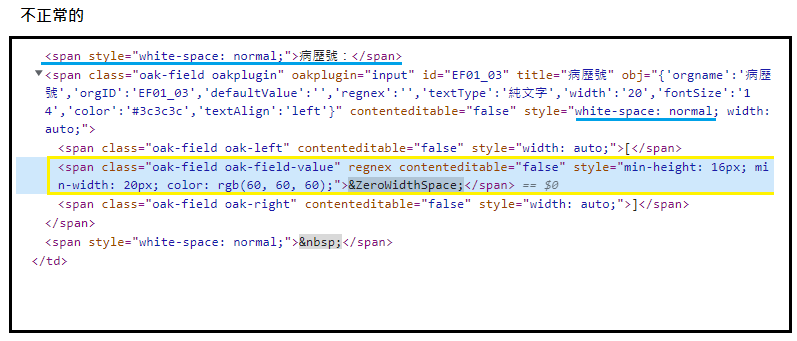 不正常的
<span style="white-space: normal;">病歷號：</span>
<span class="oak-field oakplugin" oakplugin="input" id="EF01_03" title="病歷號" obj="{'orgname':'病歷
號','orgID':'EF01_03','defaultValue':'','regnex':'','textType':'純文字','width':'20','fontSize':'1
4','color':'#3c3c3c','textAlign':'left'}" contenteditable="false" style="white-space: normal; width:
auto;">
<span class="oak-field oak-left" contenteditable="false" style="width: auto;">[</span>
<span class="oak-field oak-field-value" regnex contenteditable="false" style="min-height: 16px; mi
n-width: 20px; color: rgb(60, 60, 60);">&ZeroWidthSpace;</span> == $0
<span class="oak-field oak-right" contenteditable="false" style="width: auto;">]</span>
</span>
<span style="white-space: normal;">&nbsp;</span>
</td>